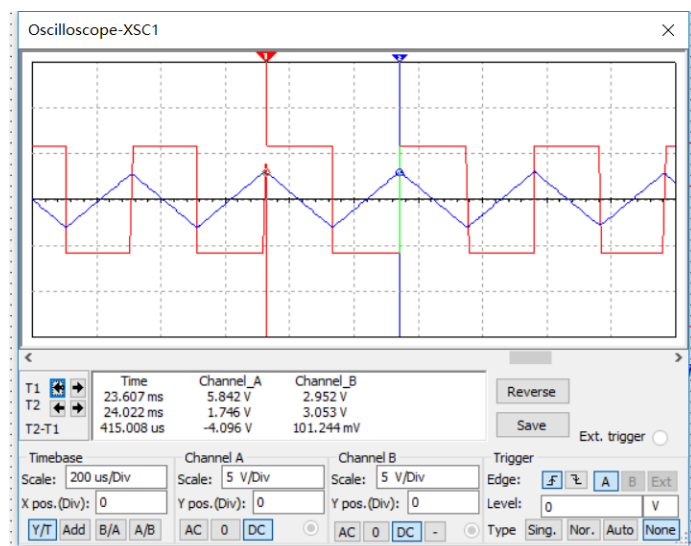 Oscilloscope-XSC1
1 2
Time Channel_A Channel_B
T1 23.607 ms 5.842 V 2.952 V
T2 24.022 ms 1.746 V 3.053 V
T2-T1 415.008 us -4.096 V 101.244 mV
Reverse
Save
Ext. trigger
Timebase
Scale: 200 us/Div
X pos.(Div): 0
Y/T Add B/A A/B
Channel A
Scale: 5 V/Div
Y pos.(Div): 0
AC 0 DC
Channel B
Scale: 5 V/Div
Y pos.(Div): 0
AC 0 DC -
Trigger
Edge: A B Ext
Level: 0 V
Type Sing. Nor. Auto None